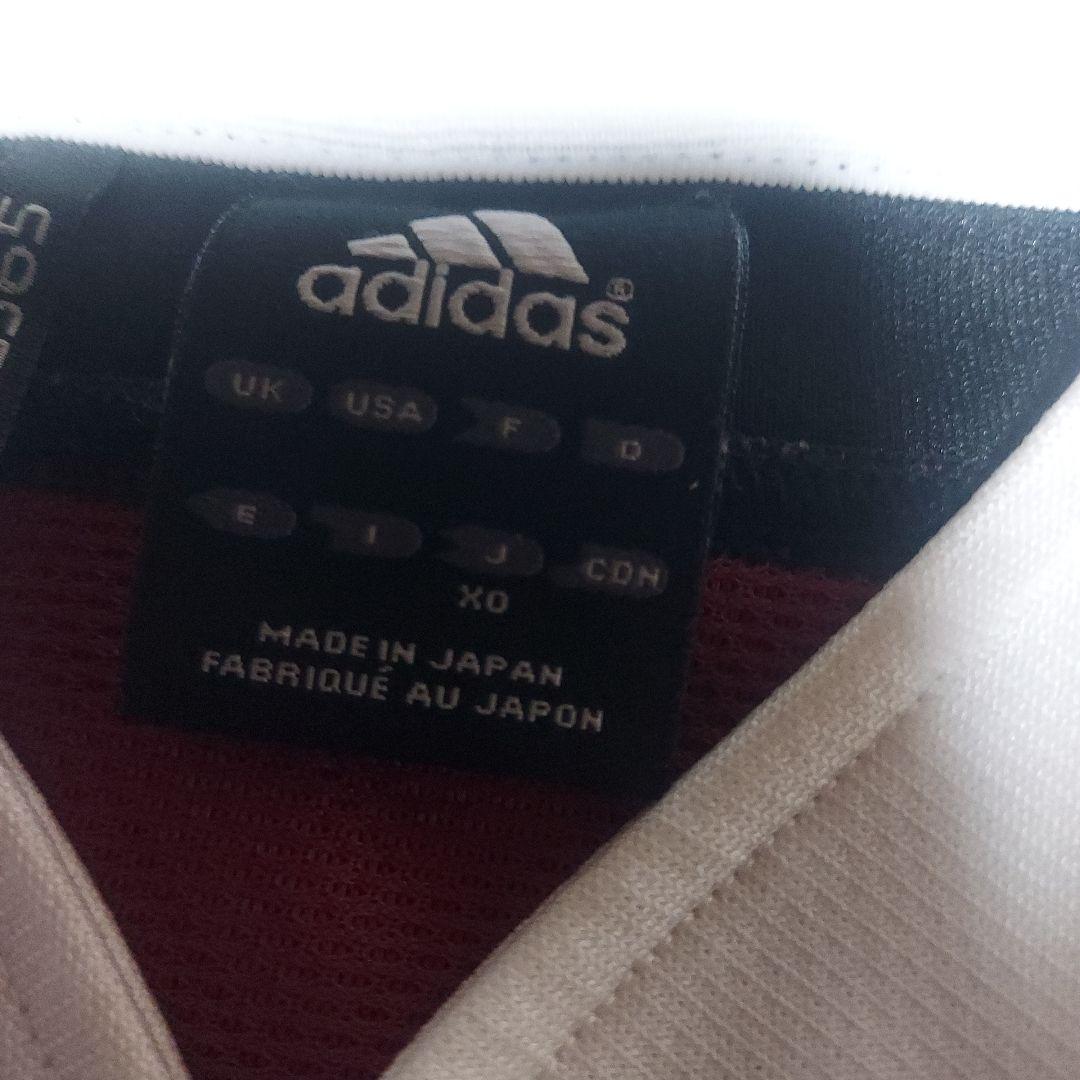 adidas®
UK USA F D
E I J CDN
XO
MADE IN JAPAN
FABRIQUÉ AU JAPON